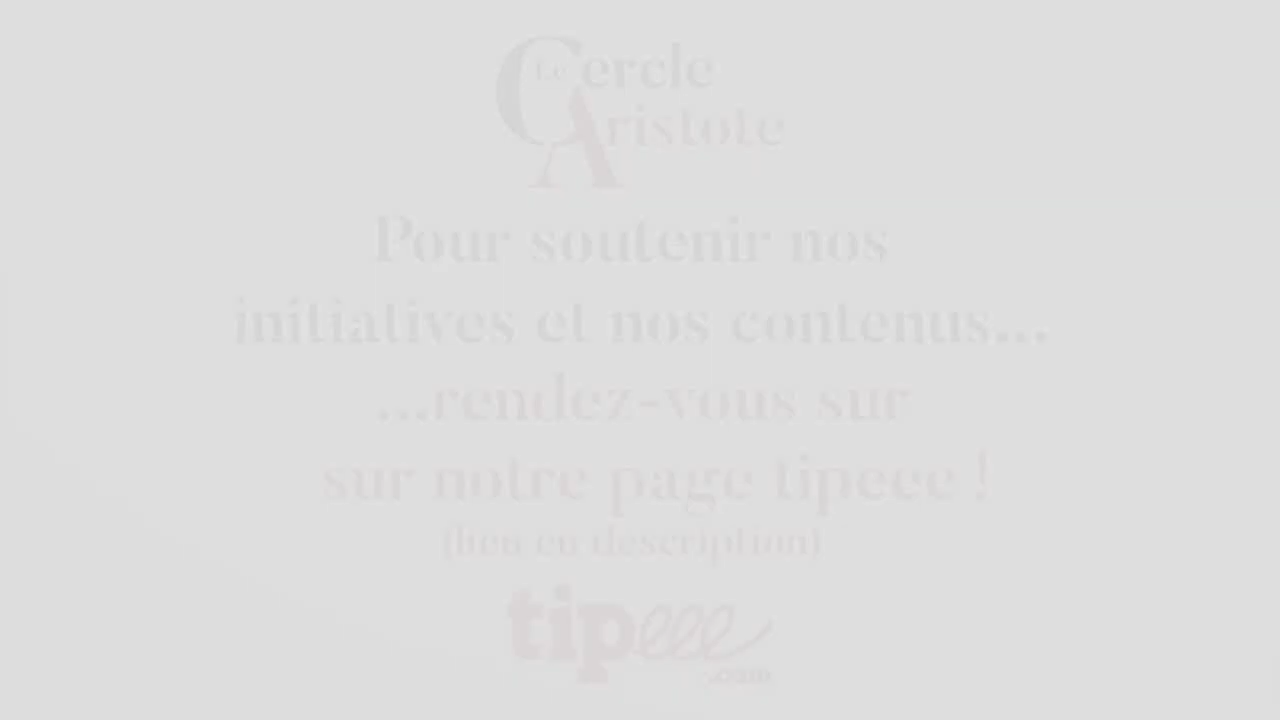 Le Cercle
Aristote
Pour soutenir nos
initiatives et nos contenus...
...rendez-vous sur
sur notre page tipeee !
(lien en description)
tipeee
.com